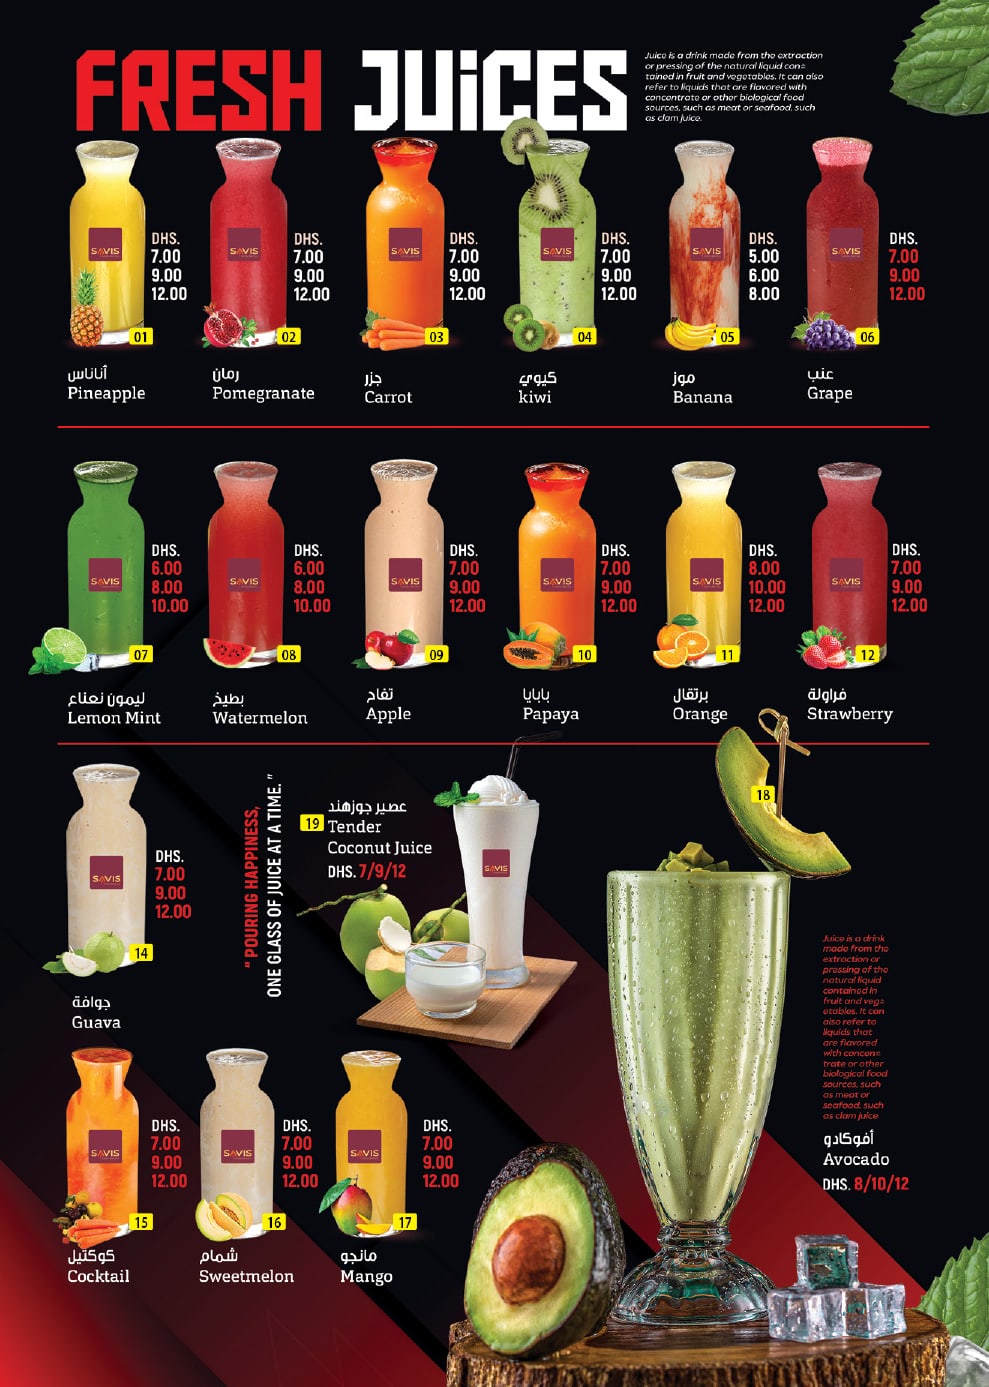 FRESH JUiCES
Juice is a drink made from the extraction
or pressing of the natural liquid con=
tained in fruit and vegetables. It can also
refer to liquids that are flavored with
concentrate or other biological food
sources, such as meat or seafood, such
as clam juice.
SAVIS
DHS.
7.00
9.00
12.00
01
أناناس
Pineapple
SAVIS
DHS.
7.00
9.00
12.00
02
رمان
Pomegranate
SAVIS
DHS.
7.00
9.00
12.00
03
جزر
Carrot
SAVIS
DHS.
7.00
9.00
12.00
04
كيوي
kiwi
SAVIS
DHS.
5.00
6.00
8.00
05
موز
Banana
SAVIS
DHS.
7.00
9.00
12.00
06
عنب
Grape
SAVIS
DHS.
6.00
8.00
10.00
07
ليمون نعناع
Lemon Mint
SAVIS
DHS.
6.00
8.00
10.00
08
بطيخ
Watermelon
SAVIS
DHS.
7.00
9.00
12.00
09
تفاح
Apple
SAVIS
DHS.
7.00
9.00
12.00
10
بابايا
Papaya
SAVIS
DHS.
8.00
10.00
12.00
11
برتقال
Orange
SAVIS
DHS.
7.00
9.00
12.00
12
فراولة
Strawberry
SAVIS
DHS.
7.00
9.00
12.00
14
جوافة
Guava
" POURING HAPPINESS,
ONE GLASS OF JUICE AT A TIME. "
19
عصير جوزهند
Tender
Coconut Juice
DHS. 7/9/12
SAVIS
18
Juice is a drink
made from the
extraction or
pressing of the
natural liquid
contained in
fruit and veg=
etables. It can
also refer to
liquids that
are flavored
with concen=
trate or other
biological food
sources, such
as meat or
seafood, such
as clam juice
أفوكادو
Avocado
DHS. 8/10/12
SAVIS
DHS.
7.00
9.00
12.00
15
كوكتيل
Cocktail
SAVIS
DHS.
7.00
9.00
12.00
16
شمام
Sweetmelon
SAVIS
DHS.
7.00
9.00
12.00
17
مانجو
Mango